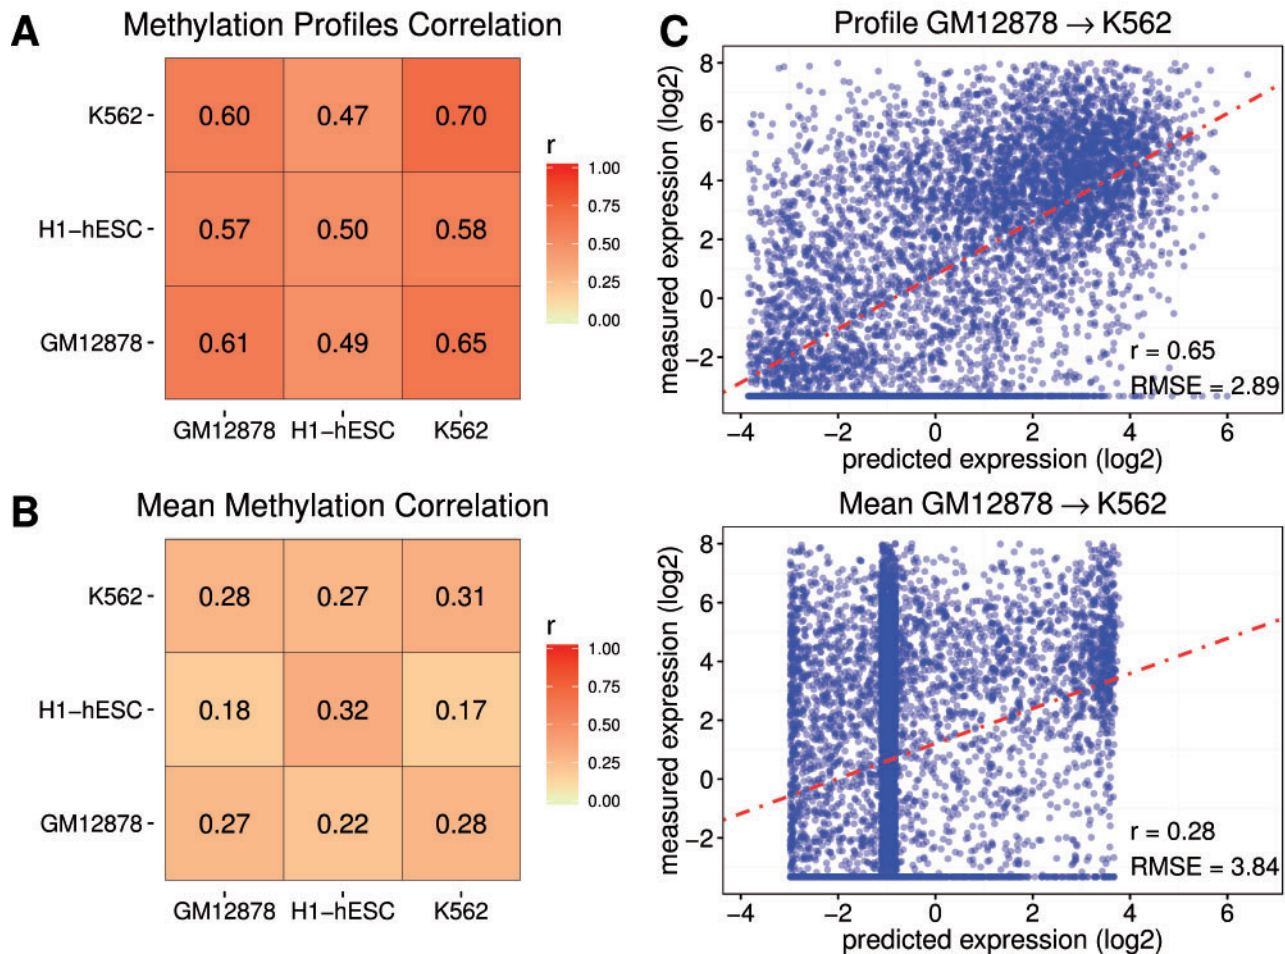 A
Methylation Profiles Correlation
K562
0.60 0.47 0.70
H1-hESC
0.57 0.50 0.58
GM12878
0.61 0.49 0.65
GM12878 H1-hESC K562
r
1.00
0.75
0.50
0.25
0.00
B
Mean Methylation Correlation
K562
0.28 0.27 0.31
H1-hESC
0.18 0.32 0.17
GM12878
0.27 0.22 0.28
GM12878 H1-hESC K562
r
1.00
0.75
0.50
0.25
0.00
C
Profile GM12878 → K562
measured expression (log2)
8
6
4
2
0
-2
r = 0.65
RMSE = 2.89
-4 -2 0 2 4 6
predicted expression (log2)
Mean GM12878 → K562
measured expression (log2)
8
6
4
2
0
-2
r = 0.28
RMSE = 3.84
-4 -2 0 2 4 6
predicted expression (log2)